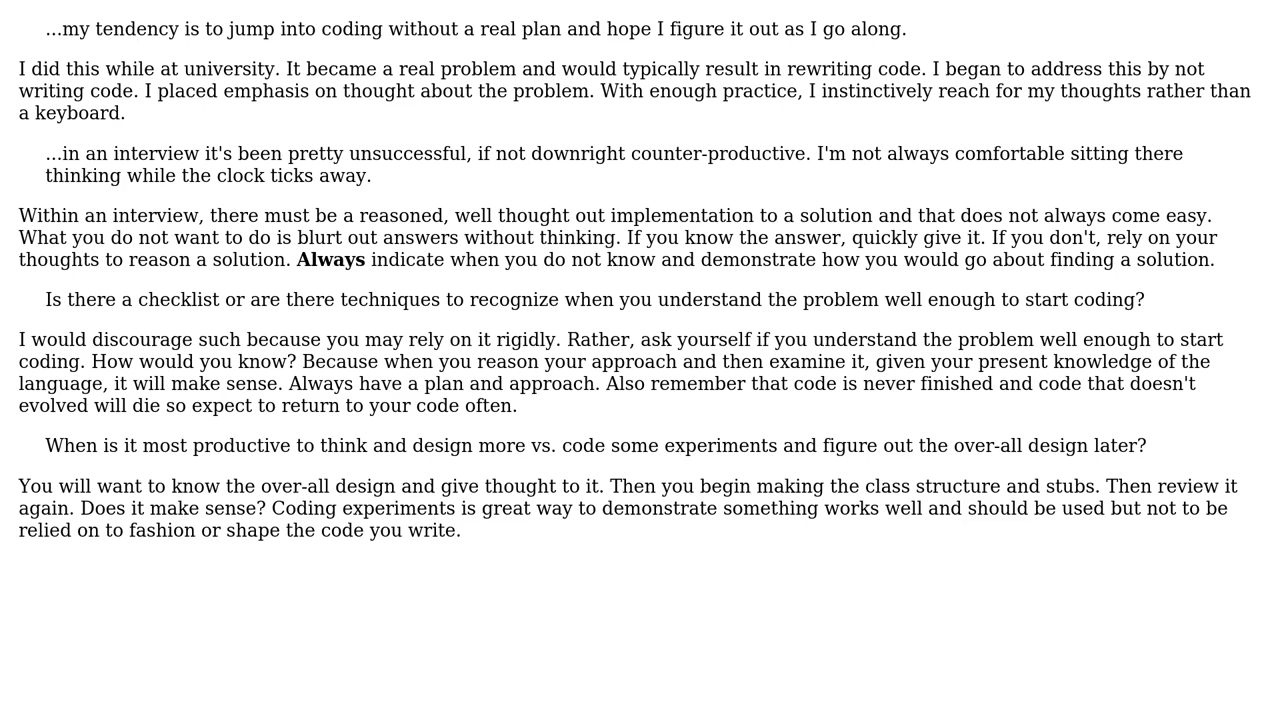 ...my tendency is to jump into coding without a real plan and hope I figure it out as I go along.
I did this while at university. It became a real problem and would typically result in rewriting code. I began to address this by not
writing code. I placed emphasis on thought about the problem. With enough practice, I instinctively reach for my thoughts rather than
a keyboard.
...in an interview it's been pretty unsuccessful, if not downright counter-productive. I'm not always comfortable sitting there
thinking while the clock ticks away.
Within an interview, there must be a reasoned, well thought out implementation to a solution and that does not always come easy.
What you do not want to do is blurt out answers without thinking. If you know the answer, quickly give it. If you don't, rely on your
thoughts to reason a solution. Always indicate when you do not know and demonstrate how you would go about finding a solution.
Is there a checklist or are there techniques to recognize when you understand the problem well enough to start coding?
I would discourage such because you may rely on it rigidly. Rather, ask yourself if you understand the problem well enough to start
coding. How would you know? Because when you reason your approach and then examine it, given your present knowledge of the
language, it will make sense. Always have a plan and approach. Also remember that code is never finished and code that doesn't
evolved will die so expect to return to your code often.
When is it most productive to think and design more vs. code some experiments and figure out the over-all design later?
You will want to know the over-all design and give thought to it. Then you begin making the class structure and stubs. Then review it
again. Does it make sense? Coding experiments is great way to demonstrate something works well and should be used but not to be
relied on to fashion or shape the code you write.